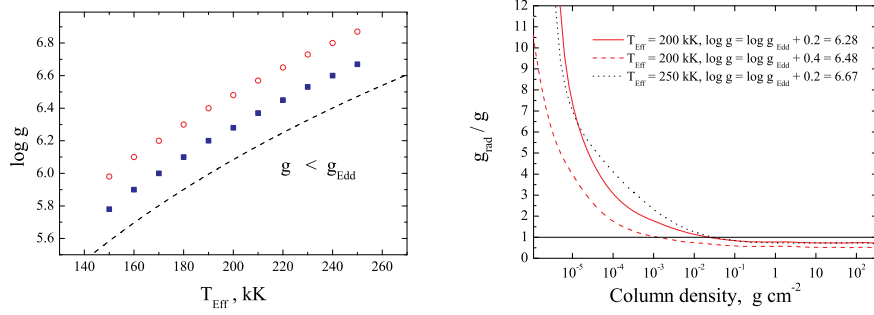 log g
6.8
6.6
6.4
6.2
6.0
5.8
5.6
g < g_Edd
140 160 180 200 220 240 260
T_Eff , kK
g_rad / g
12
11
10
9
8
7
6
5
4
3
2
1
0
T_Eff = 200 kK, log g = log g_Edd + 0.2 = 6.28
T_Eff = 200 kK, log g = log g_Edd + 0.4 = 6.48
T_Eff = 250 kK, log g = log g_Edd + 0.2 = 6.67
10^-5 10^-4 10^-3 10^-2 10^-1 1 10 10^2
Column density, g cm^-2